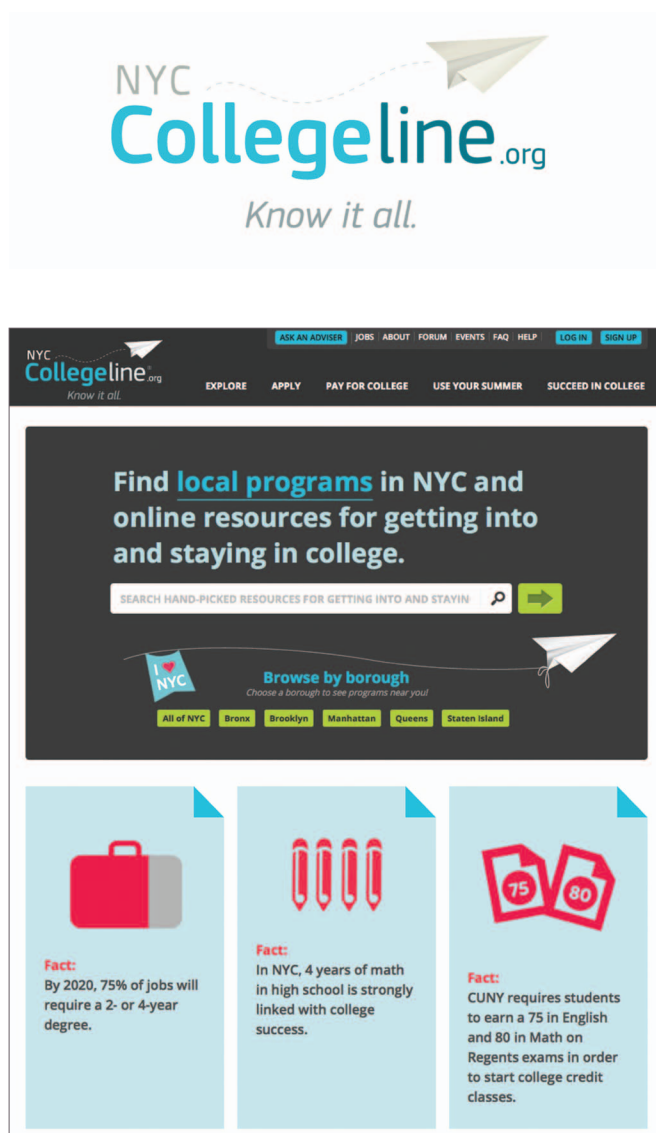 NYC
Collegeline.org
Know it all.
ASK AN ADVISER JOBS ABOUT FORUM EVENTS FAQ HELP LOG IN SIGN UP
NYC
Collegeline.org
Know it all.
EXPLORE APPLY PAY FOR COLLEGE USE YOUR SUMMER SUCCEED IN COLLEGE
Find local programs in NYC and
online resources for getting into
and staying in college.
SEARCH HAND-PICKED RESOURCES FOR GETTING INTO AND STAYIN
I
NYC
Browse by borough
Choose a borough to see programs near you!
All of NYC Bronx Brooklyn Manhattan Queens Staten Island
Fact:
By 2020, 75% of jobs will
require a 2- or 4-year
degree.
Fact:
In NYC, 4 years of math
in high school is strongly
linked with college
success.
75 80
Fact:
CUNY requires students
to earn a 75 in English
and 80 in Math on
Regents exams in order
to start college credit
classes.